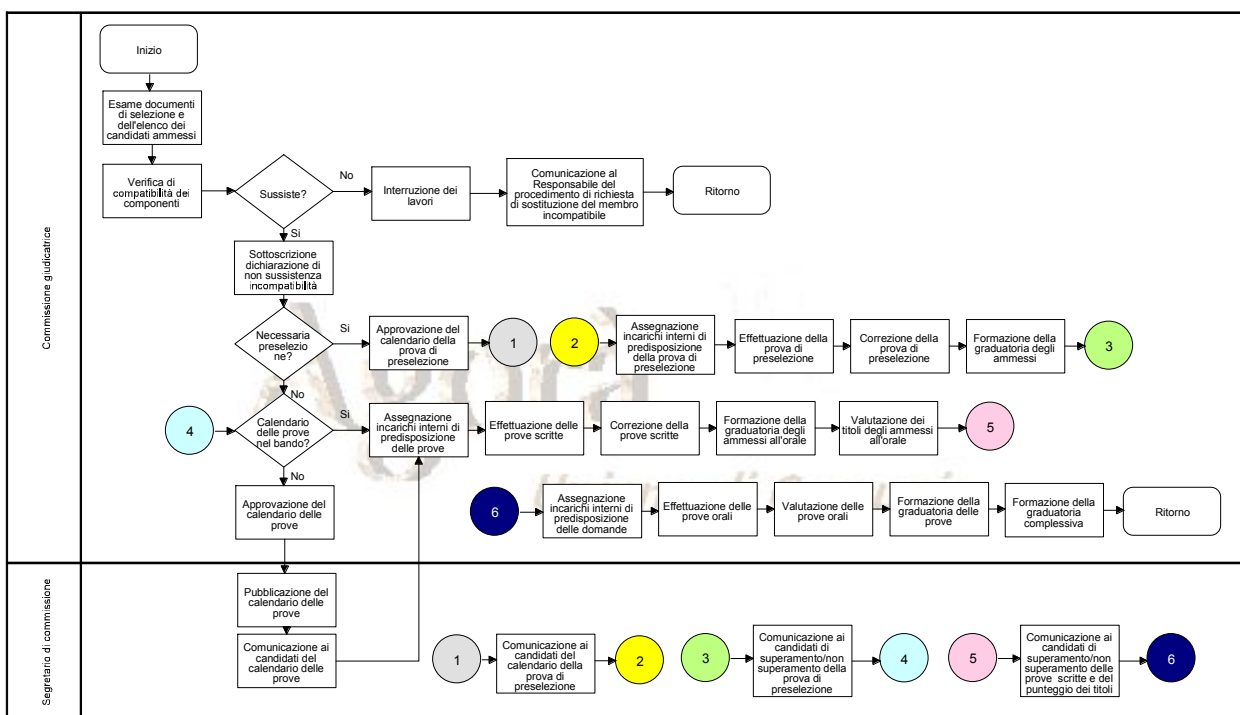 Commissione giudicatrice
Inizio
Esame documenti
di selezione e
dell'elenco dei
candidati ammessi
Verifica di
compatibilità dei
componenti
Sussiste?
No
Interruzione dei
lavori
Comunicazione al
Responsabile del
procedimento di richiesta
di sostituzione del membro
incompatibile
Ritorno
Si
Sottoscrizione
dichiarazione di
non sussistenza
incompatibilità
Necessaria
preselezio
ne?
Si
Approvazione del
calendario della
prova di
preselezione
1
2
Assegnazione
incarichi interni di
predisposizione
della prova di
preselezione
Effettuazione della
prova di
preselezione
Correzione della
prova di
preselezione
Formazione della
graduatoria degli
ammessi
3
No
4
Calendario
delle prove
nel bando?
Si
Assegnazione
incarichi interni di
predisposizione
delle prove
Effettuazione delle
prove scritte
Correzione della
prove scritte
Formazione della
graduatoria degli
ammessi all'orale
Valutazione dei
titoli degli ammessi
all'orale
5
No
Approvazione del
calendario delle
prove
6
Assegnazione
incarichi interni di
predisposizione
delle domande
Effettuazione delle
prove orali
Valutazione delle
prove orali
Formazione della
graduatoria delle
prove
Formazione della
graduatoria
complessiva
Ritorno
Agorà
Segretario di commissione
Pubblicazione del
calendario delle
prove
Comunicazione ai
candidati del
calendario delle
prove
1
Comunicazione ai
candidati del
calendario della
prova di
preselezione
2
3
Comunicazione ai
candidati di
superamento/non
superamento della
prova di
preselezione
4
5
Comunicazione ai
candidati di
superamento/non
superamento delle
prove scritte e del
punteggio dei titoli
6